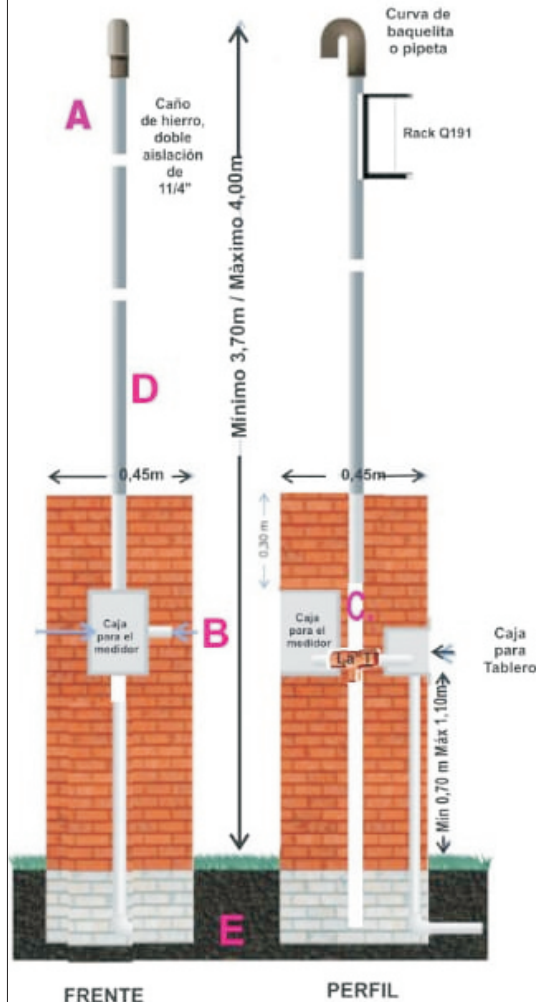 Curva de
baquelita
o pipeta
A
Caño
de hierro,
doble
aislación
de
11/4"
Rack Q191
Mínimo 3,70m / Máximo 4,00m
D
0,45m
0,45m
0,30 m
Caja
para el
medidor
B
C.
Caja
para el
medidor
La T
Caja
para
Tablero
Min 0,70 m Máx 1,10m
E
FRENTE
PERFIL